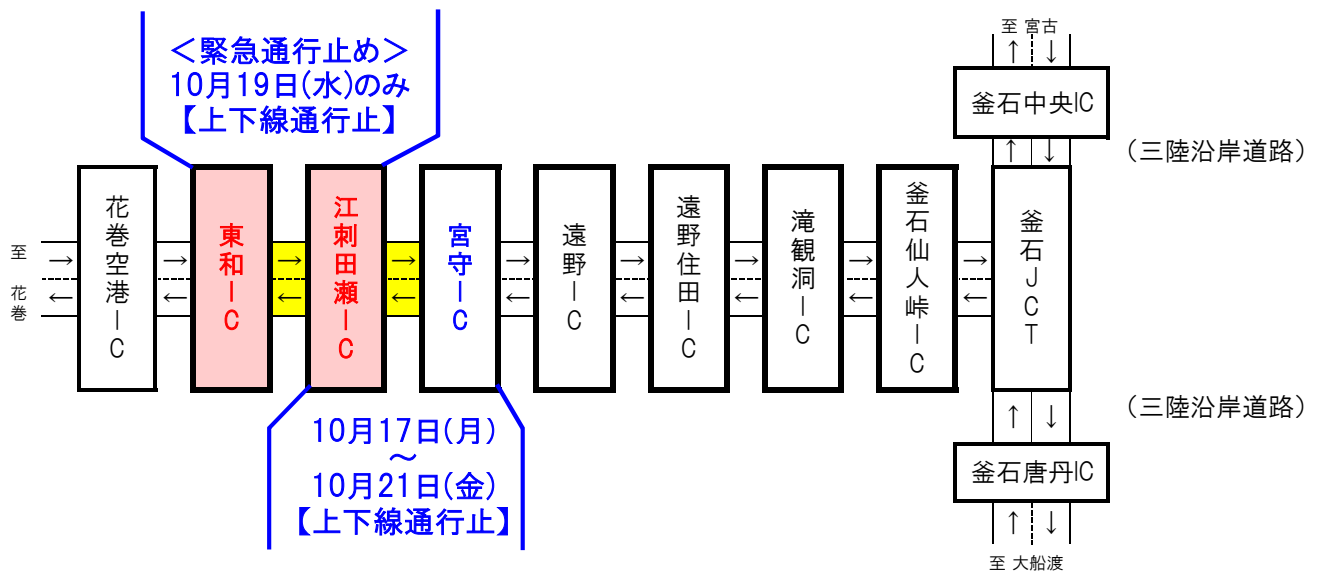 至 宮古
↑ ↓
釜石中央IC
↑ ↓
（三陸沿岸道路）
＜緊急通行止め＞
10月19日(水)のみ
【上下線通行止】
至 花巻
→
←
花巻空港IC
→
←
東和IC
→
←
江刺田瀬IC
→
←
宮守IC
→
←
遠野IC
→
←
遠野住田IC
→
←
滝観洞IC
→
←
釜石仙人峠IC
→
←
釜石JCT
10月17日(月)
～
10月21日(金)
【上下線通行止】
（三陸沿岸道路）
↑ ↓
釜石唐丹IC
↑ ↓
至 大船渡